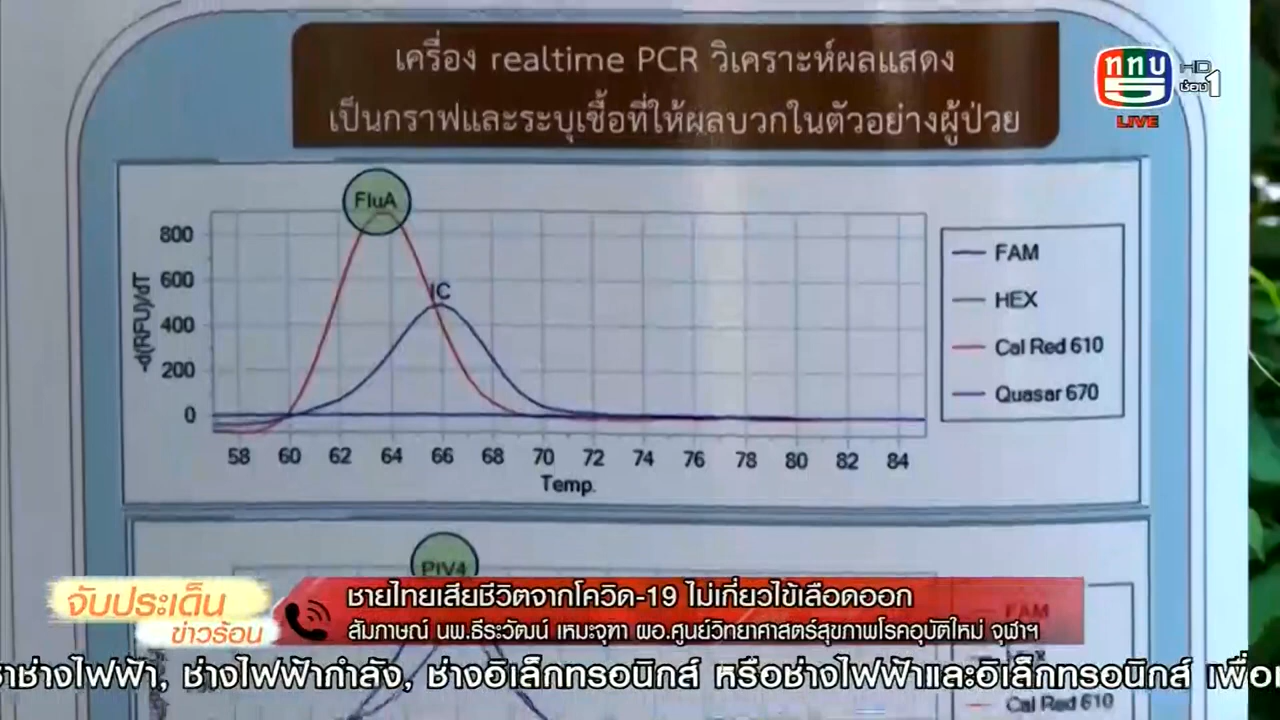 เครื่อง realtime PCR วิเคราะห์ผลแสดง
เป็นกราฟและระบุเชื้อที่ให้ผลบวกในตัวอย่างผู้ป่วย
ททบ 5
HD
ช่อง 1
LIVE
FluA
IC
800
600
400
200
0
-d(RFU)/dT
58 60 62 64 66 68 70 72 74 76 78 80 82 84
Temp.
FAM
HEX
Cal Red 610
Quasar 670
PIV4
FAM
HEX
Cal Red 610
จับประเด็น
ข่าวร้อน
ชายไทยเสียชีวิตจากโควิด-19 ไม่เกี่ยวไข้เลือดออก
สัมภาษณ์ นพ.ธีระวัฒน์ เหมะจุฑา ผอ.ศูนย์วิทยาศาสตร์สุขภาพโรคอุบัติใหม่ จุฬาฯ
ช่างไฟฟ้า, ช่างไฟฟ้ากำลัง, ช่างอิเล็กทรอนิกส์ หรือช่างไฟฟ้าและอิเล็กทรอนิกส์